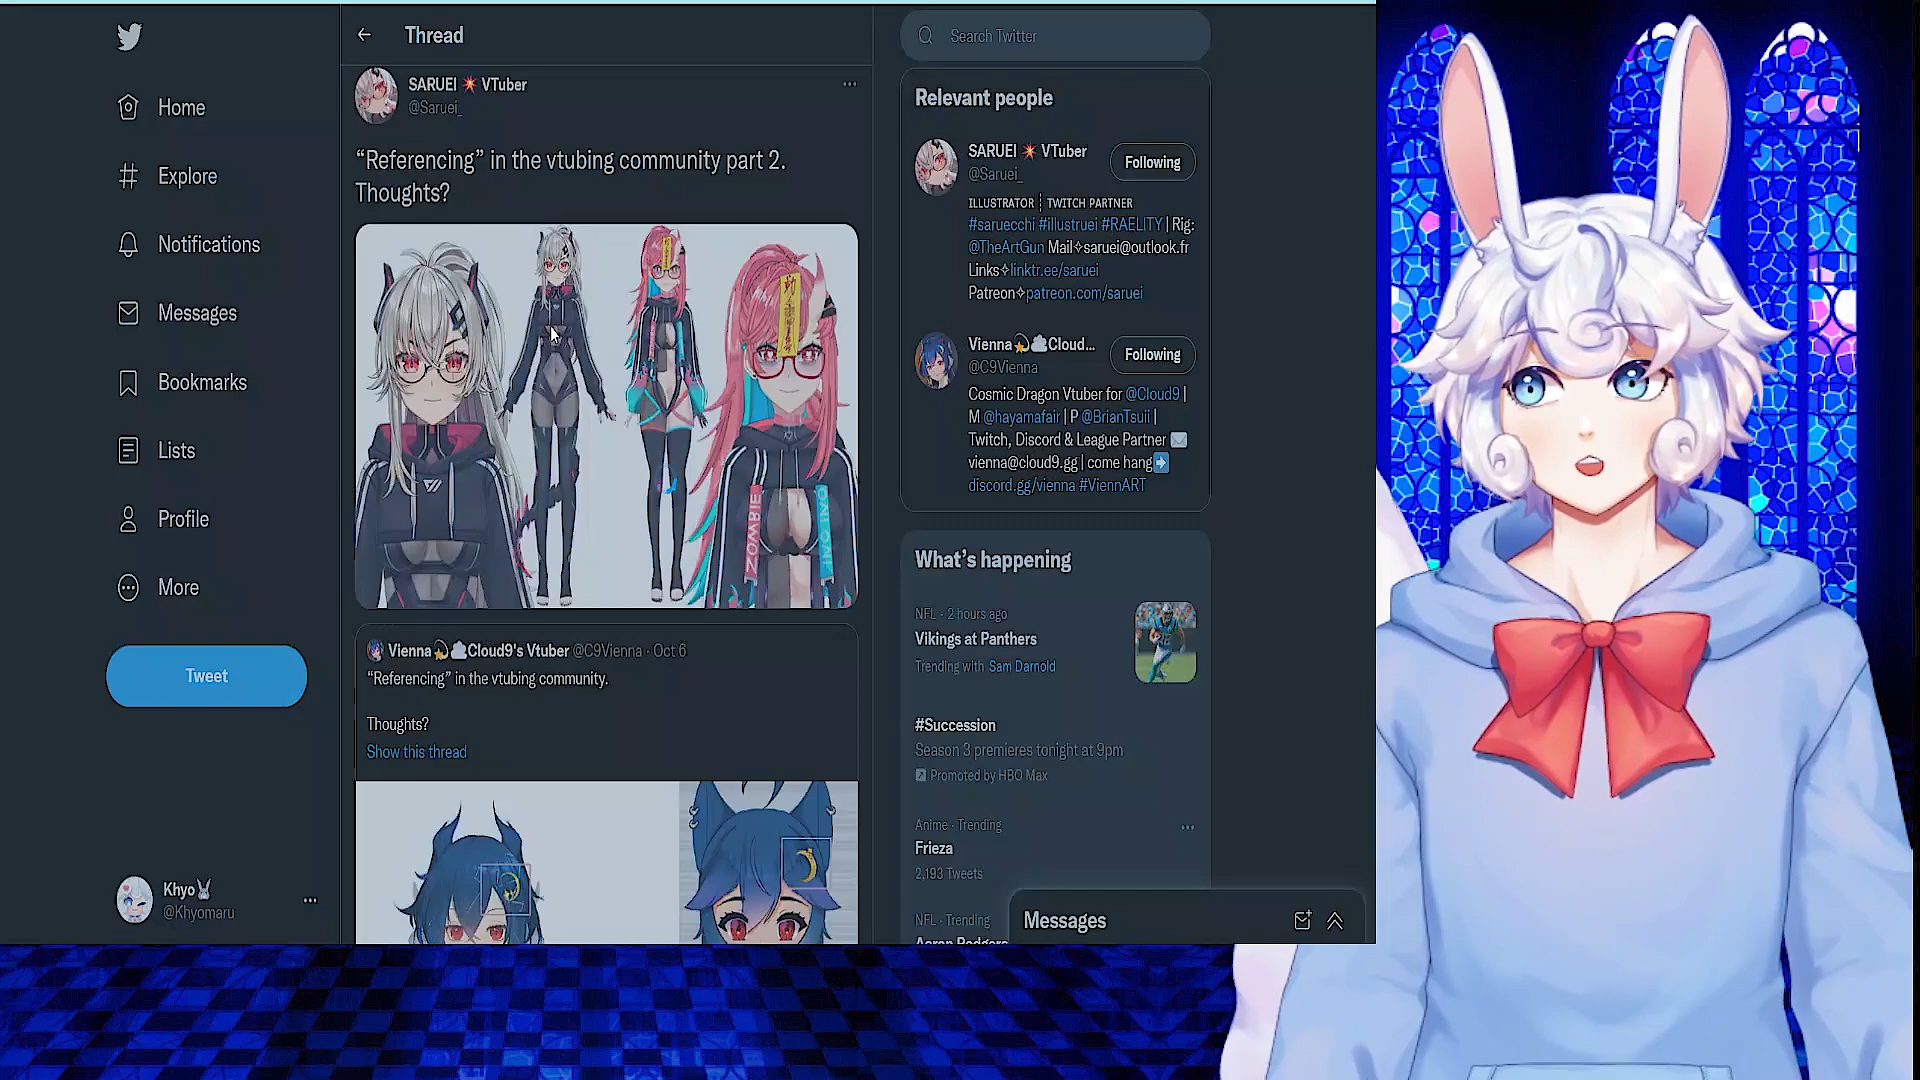 Home
Explore
Notifications
Messages
Bookmarks
Lists
Profile
More
Tweet
Khyo
@Khyomaru
Thread
SARUEI 💥 VTuber
@Saruei_
“Referencing” in the vtubing community part 2.
Thoughts?
ZOMBIE
Vienna💫☁️Cloud9's Vtuber @C9Vienna · Oct 6
“Referencing” in the vtubing community.
Thoughts?
Show this thread
Search Twitter
Relevant people
SARUEI 💥 VTuber
@Saruei_
Following
ILLUSTRATOR ┊ TWITCH PARTNER
#saruecchi #illustruei #RAELITY | Rig:
@TheArtGun Mail✧saruei@outlook.fr
Links✧linktr.ee/saruei
Patreon✧patreon.com/saruei
Vienna💫☁️Cloud...
@C9Vienna
Following
Cosmic Dragon Vtuber for @Cloud9 |
M @hayamafair | P @BrianTsuii |
Twitch, Discord & League Partner ✉️
vienna@cloud9.gg | come hang➡️
discord.gg/vienna #ViennART
What's happening
NFL · 2 hours ago
Vikings at Panthers
Trending with Sam Darnold
#Succession
Season 3 premieres tonight at 9pm
Promoted by HBO Max
Anime · Trending
Frieza
2,193 Tweets
NFL · Trending
Aaron Rodgers
Messages